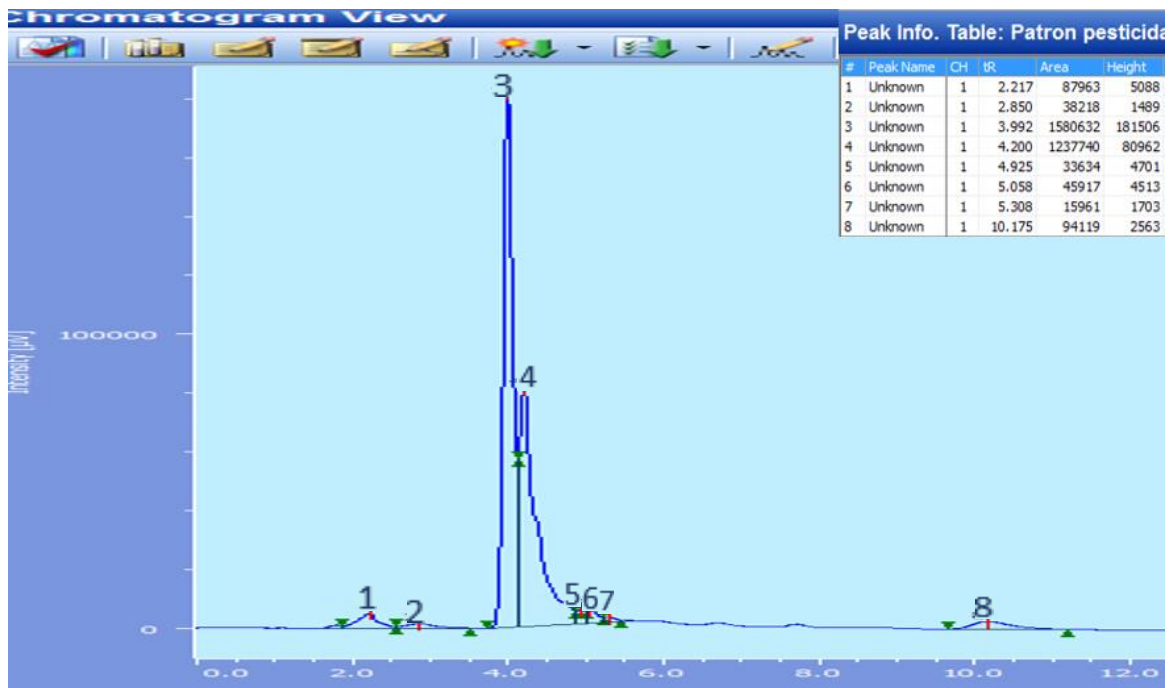 Chromatogram View
Peak Info. Table: Patron pesticida
# Peak Name CH tR Area Height
1 Unknown 1 2.217 87963 5088
2 Unknown 1 2.850 38218 1489
3 Unknown 1 3.992 1580632 181506
4 Unknown 1 4.200 1237740 80962
5 Unknown 1 4.925 33634 4701
6 Unknown 1 5.058 45917 4513
7 Unknown 1 5.308 15961 1703
8 Unknown 1 10.175 94119 2563
3
4
100000
Intensity [µV]
1
2
5
6
7
8
0
0.0 2.0 4.0 6.0 8.0 10.0 12.0